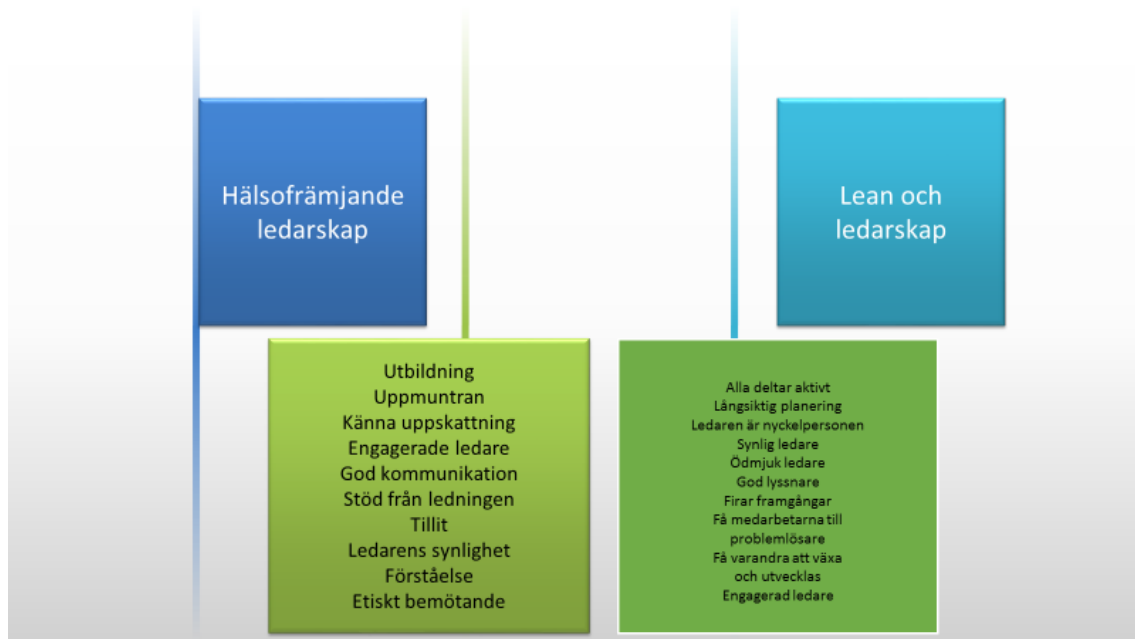 Hälsofrämjande
ledarskap
Utbildning
Uppmuntran
Känna uppskattning
Engagerade ledare
God kommunikation
Stöd från ledningen
Tillit
Ledarens synlighet
Förståelse
Etiskt bemötande
Lean och
ledarskap
Alla deltar aktivt
Långsiktig planering
Ledaren är nyckelpersonen
Synlig ledare
Ödmjuk ledare
God lyssnare
Firar framgångar
Få medarbetarna till
problemlösare
Få varandra att växa
och utvecklas
Engagerad ledare